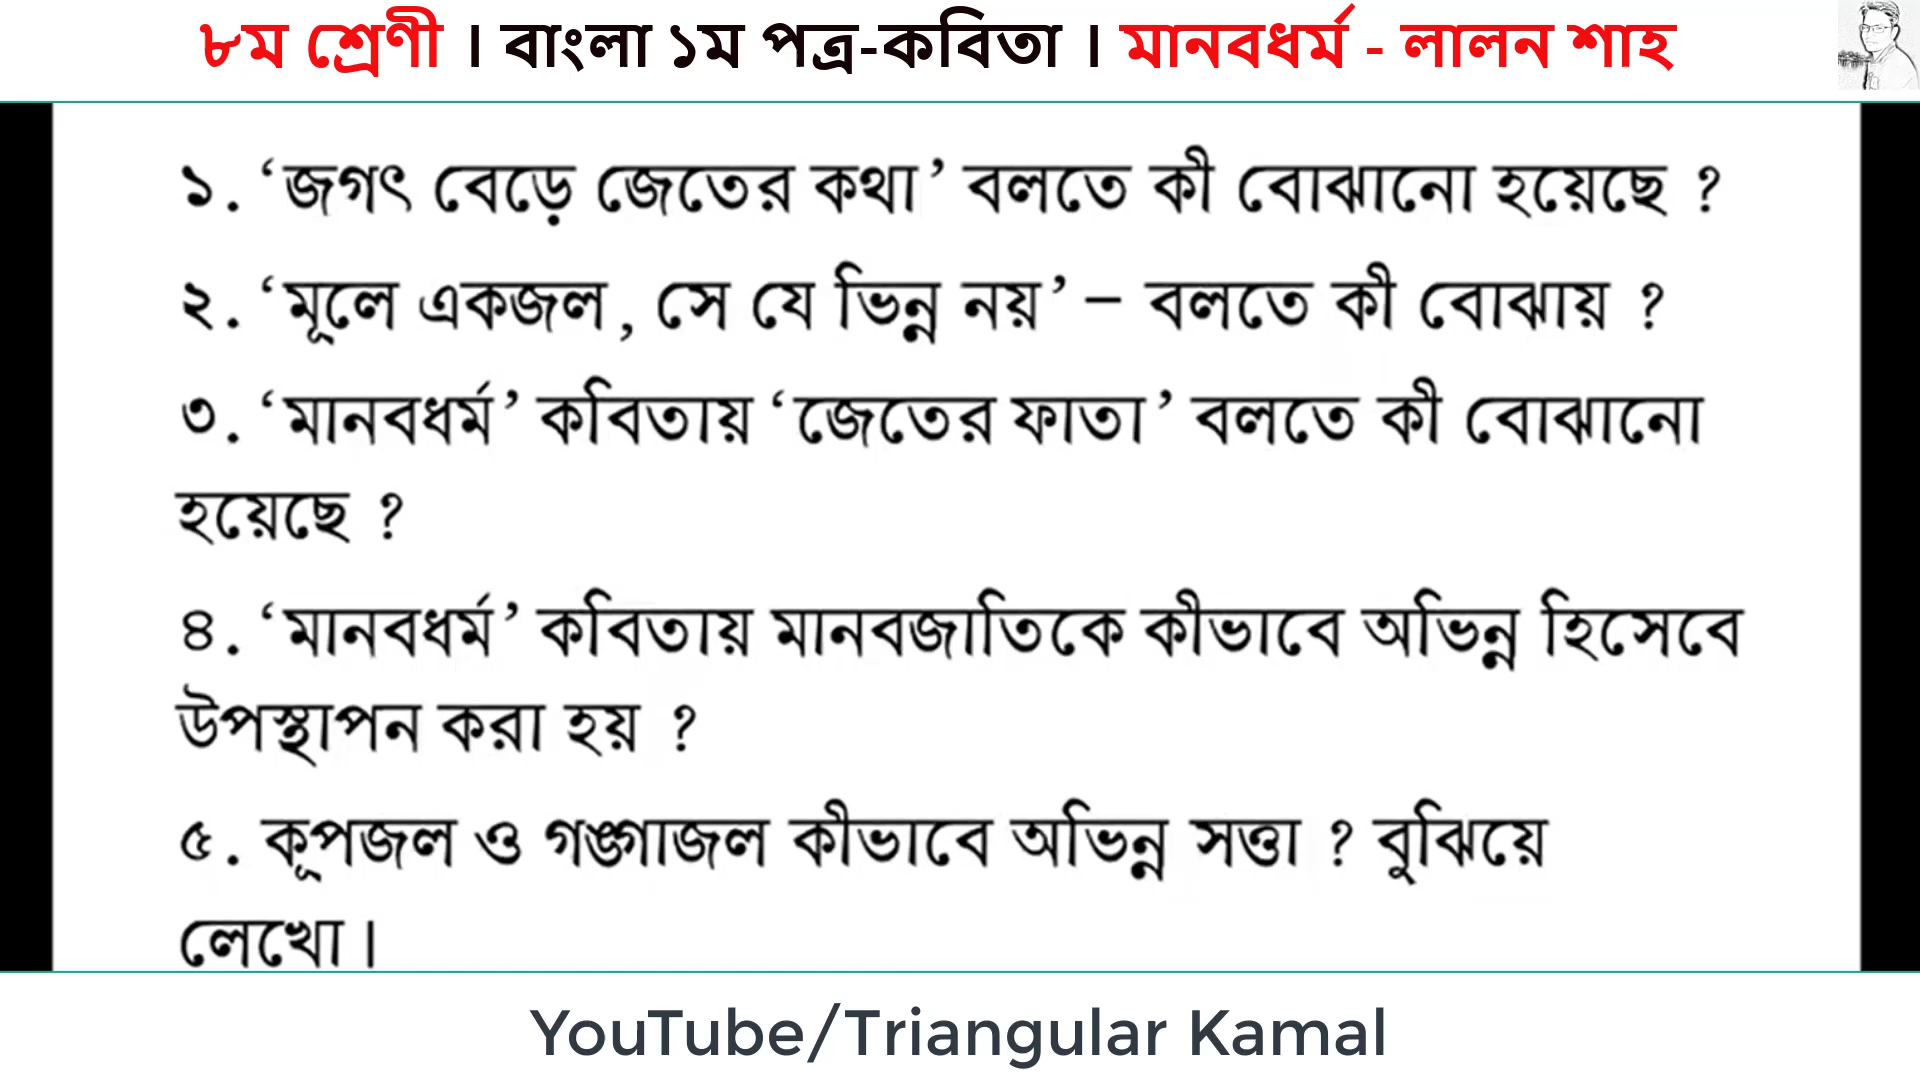 ৮ম শ্রেণী । বাংলা ১ম পত্র-কবিতা । মানবধর্ম - লালন শাহ
১. ‘জগৎ বেড়ে জেতের কথা’ বলতে কী বোঝানো হয়েছে ?
২. ‘মূলে একজল, সে যে ভিন্ন নয়’ – বলতে কী বোঝায় ?
৩. ‘মানবধর্ম’ কবিতায় ‘জেতের ফাতা’ বলতে কী বোঝানো
হয়েছে ?
৪. ‘মানবধর্ম’ কবিতায় মানবজাতিকে কীভাবে অভিন্ন হিসেবে
উপস্থাপন করা হয় ?
৫. কূপজল ও গঙ্গাজল কীভাবে অভিন্ন সত্তা ? বুঝিয়ে
লেখো।
YouTube/Triangular Kamal